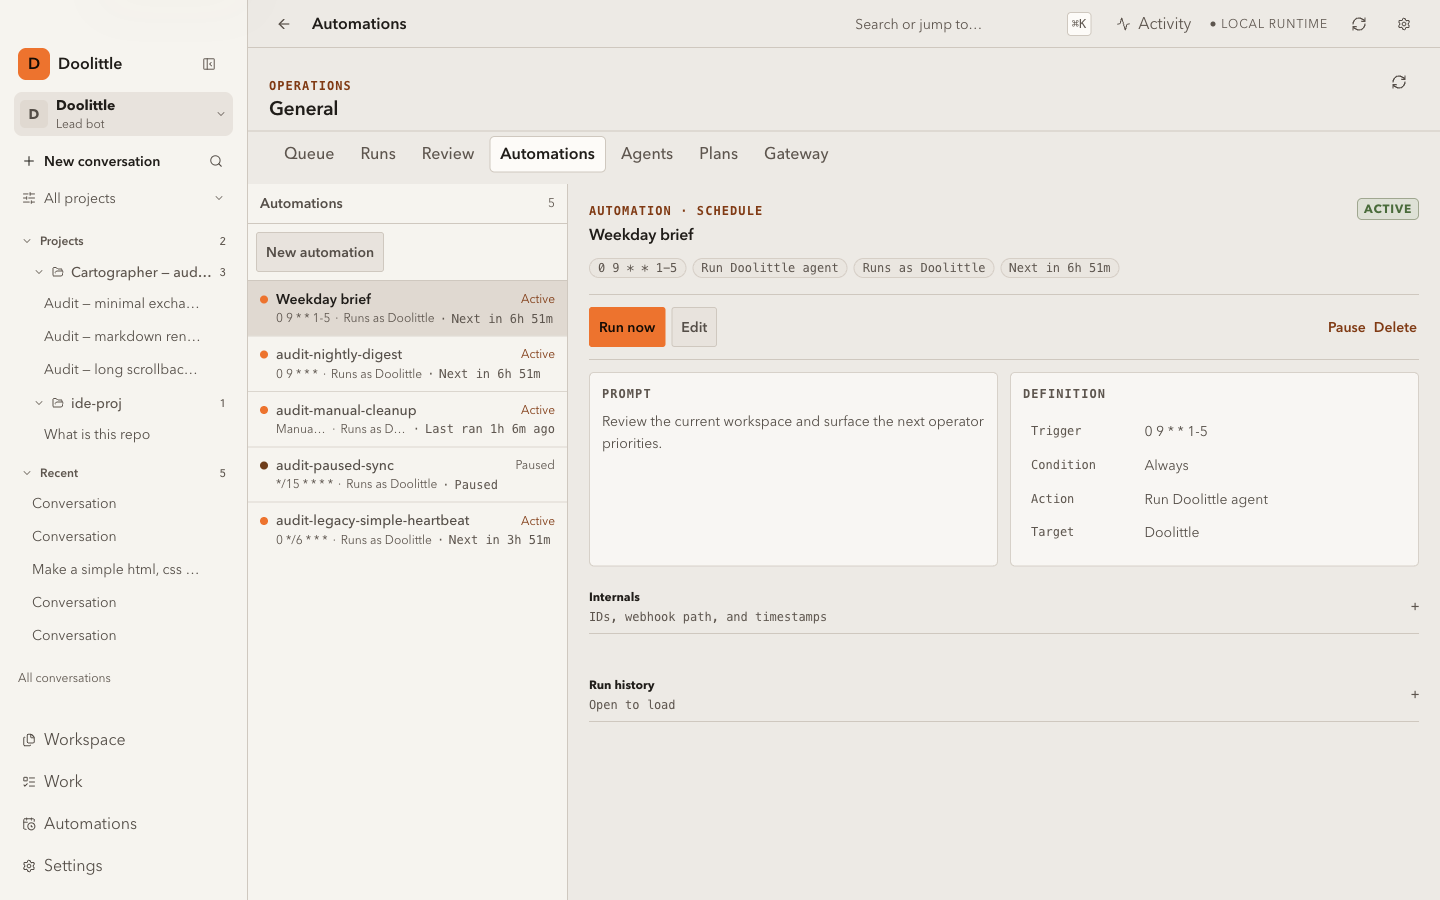 D Doolittle
D Doolittle
Lead bot
New conversation
All projects
Projects 2
Cartographer – aud... 3
Audit – minimal excha...
Audit – markdown ren...
Audit – long scrollbac...
ide-proj 1
What is this repo
Recent 5
Conversation
Conversation
Make a simple html, css ...
Conversation
Conversation
All conversations
Workspace
Work
Automations
Settings
Automations
Search or jump to... ⌘K
Activity
LOCAL RUNTIME
OPERATIONS
General
Queue Runs Review Automations Agents Plans Gateway
Automations 5
New automation
Weekday brief Active
0 9 * * 1-5 · Runs as Doolittle · Next in 6h 51m
audit-nightly-digest Active
0 9 * * * · Runs as Doolittle · Next in 6h 51m
audit-manual-cleanup Active
Manua... · Runs as D... · Last ran 1h 6m ago
audit-paused-sync Paused
*/15 * * * * · Runs as Doolittle · Paused
audit-legacy-simple-heartbeat Active
0 */6 * * * · Runs as Doolittle · Next in 3h 51m
AUTOMATION · SCHEDULE ACTIVE
Weekday brief
0 9 * * 1-5 Run Doolittle agent Runs as Doolittle Next in 6h 51m
Run now Edit Pause Delete
PROMPT
Review the current workspace and surface the next operator
priorities.
DEFINITION
Trigger 0 9 * * 1-5
Condition Always
Action Run Doolittle agent
Target Doolittle
Internals
IDs, webhook path, and timestamps
+
Run history
Open to load
+